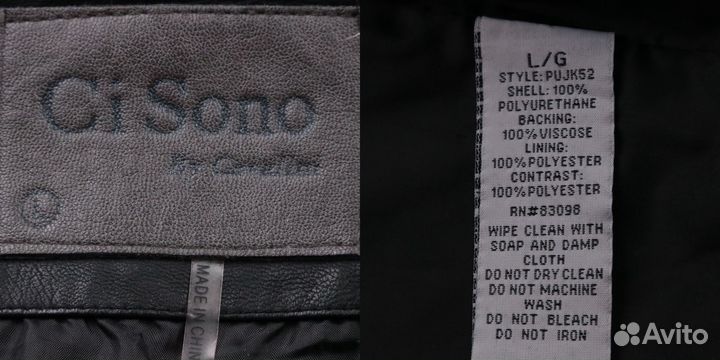 Ci Sono
By Cavalini
L
MADE IN CHINA
L/G
STYLE: PUJK52
SHELL: 100%
POLYURETHANE
BACKING:
100% VISCOSE
LINING:
100% POLYESTER
CONTRAST:
100% POLYESTER
RN#83098
WIPE CLEAN WITH
SOAP AND DAMP
CLOTH
DO NOT DRY CLEAN
DO NOT MACHINE
WASH
DO NOT BLEACH
DO NOT IRON
Avito